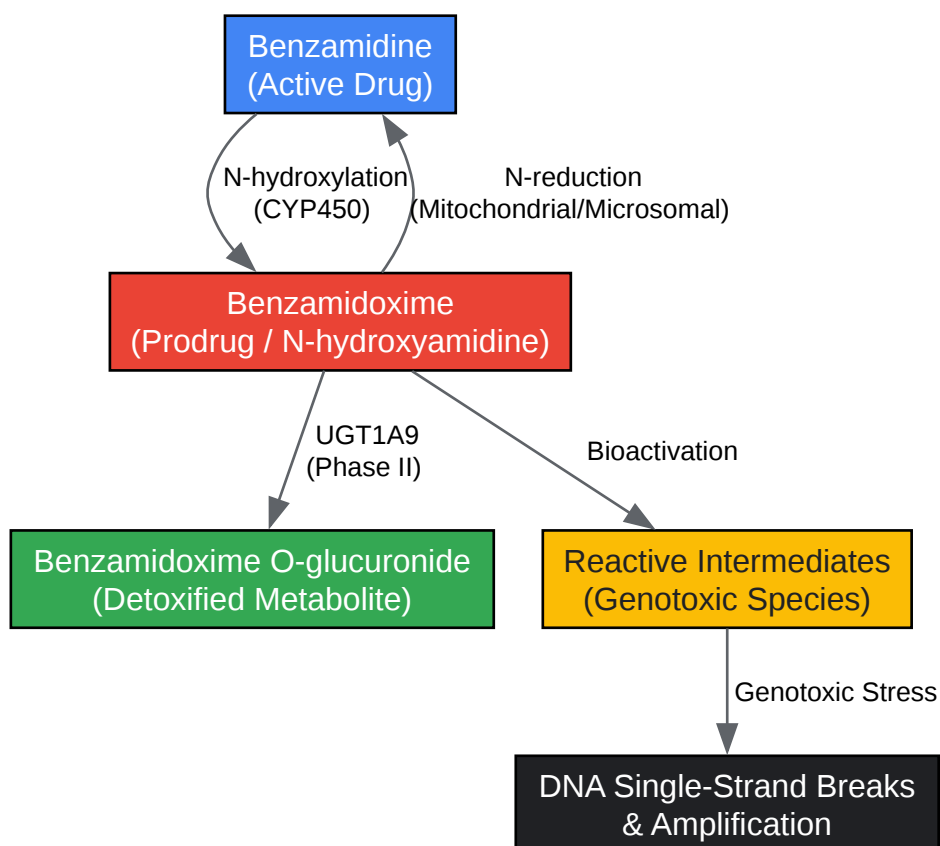 Benzamidine
(Active Drug)
N-hydroxylation
(CYP450)
N-reduction
(Mitochondrial/Microsomal)
Benzamidoxime
(Prodrug / N-hydroxyamidine)
UGT1A9
(Phase II)
Bioactivation
Benzamidoxime O-glucuronide
(Detoxified Metabolite)
Reactive Intermediates
(Genotoxic Species)
Genotoxic Stress
DNA Single-Strand Breaks
& Amplification